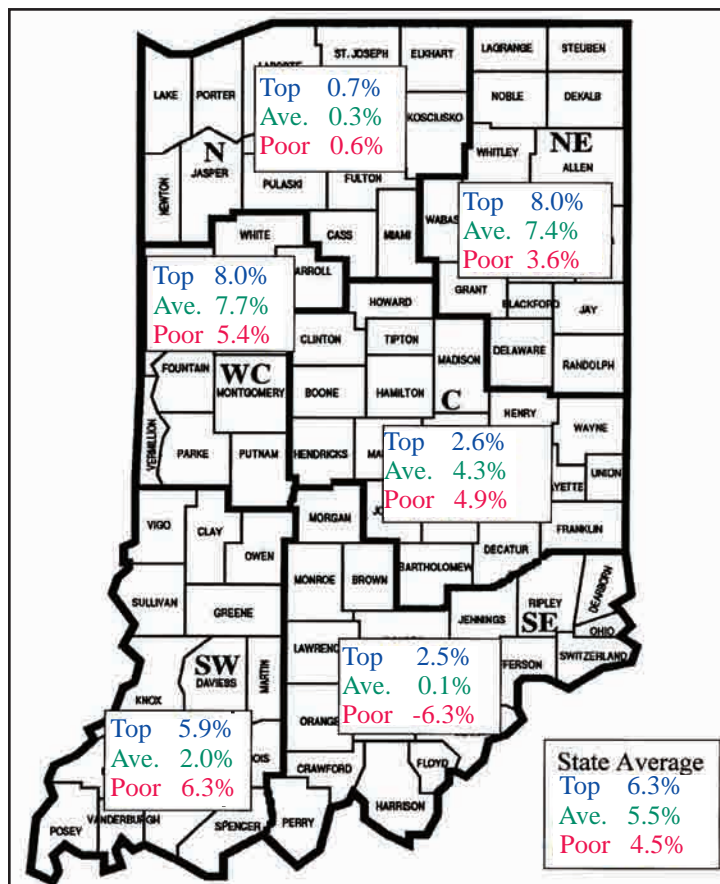 ST. JOSEPH ELKHART LAGRANGE STEUBEN
LAKE PORTER
NOBLE DEKALB
Top 0.7%
Ave. 0.3%
Poor 0.6%
KOSCIUSKO
WHITLEY NE
ALLEN
N
JASPER
NEWTON
PULASKI FULTON
Top 8.0%
Ave. 7.4%
Poor 3.6%
WHITE CASS MIAMI
Top 8.0%
Ave. 7.7%
Poor 5.4%
GRANT
BLACKFORD JAY
HOWARD
CLINTON TIPTON
MADISON DELAWARE
RANDOLPH
FOUNTAIN WC
MONTGOMERY BOONE HAMILTON
C
HENRY
WAYNE
VERMILLION
PARKE PUTNAM HENDRICKS
Top 2.6%
Ave. 4.3%
Poor 4.9%
UNION
FRANKLIN
VIGO CLAY
OWEN
MORGAN
DECATUR
BARTHOLOMEW
MONROE BROWN
SULLIVAN
GREENE
JENNINGS RIPLEY DEARBORN
SE
OHIO
SWITZERLAND
KNOX
SW
DAVIESS
MARTIN
Top 2.5%
Ave. 0.1%
Poor -6.3%
Top 5.9%
Ave. 2.0%
Poor 6.3%
CRAWFORD FLOYD
HARRISON
PERRY
SPENCER
VANDERBURGH
POSEY
State Average
Top 6.3%
Ave. 5.5%
Poor 4.5%